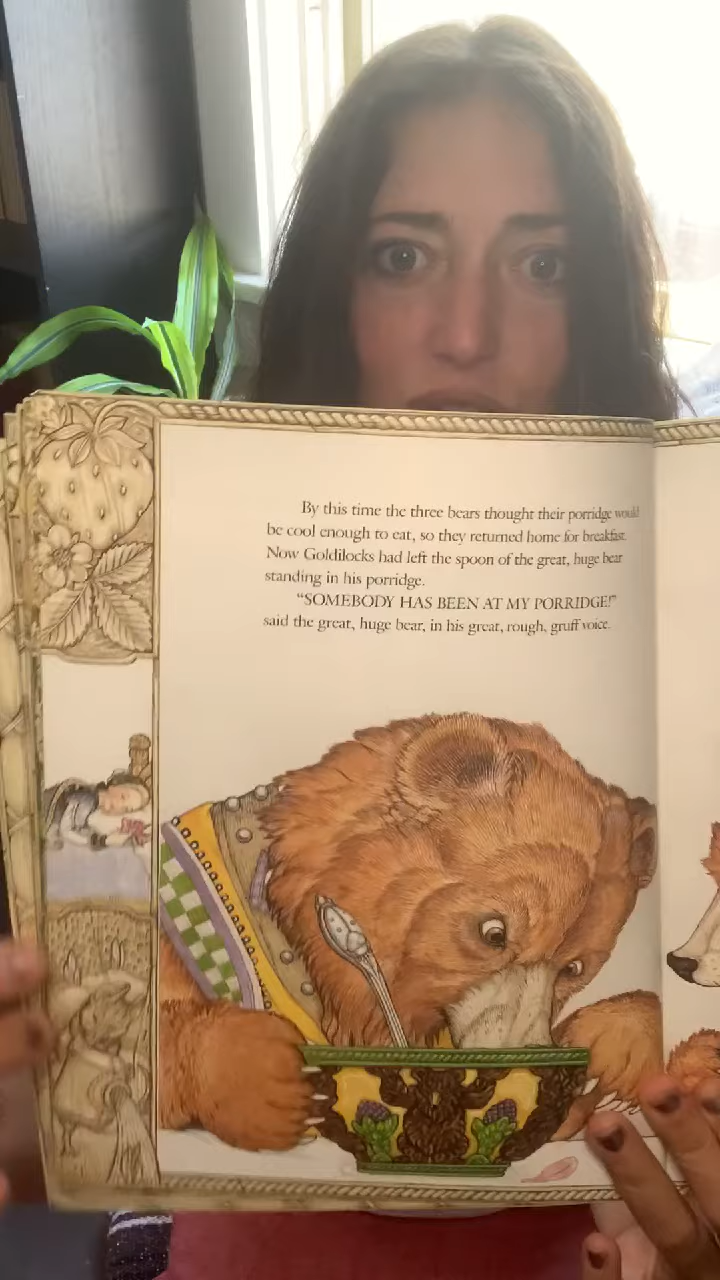 By this time the three bears thought their porridge would
be cool enough to eat, so they returned home for breakfast.
Now Goldilocks had left the spoon of the great, huge bear
standing in his porridge.
“SOMEBODY HAS BEEN AT MY PORRIDGE!”
said the great, huge bear, in his great, rough, gruff voice.